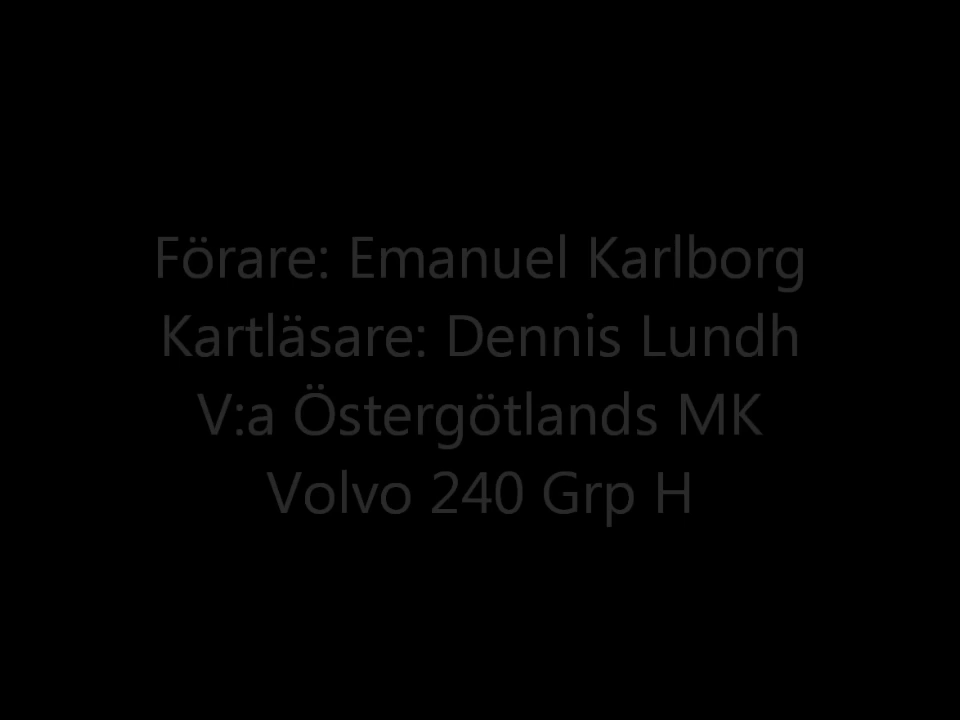 Förare: Emanuel Karlborg
Kartläsare: Dennis Lundh
V:a Östergötlands MK
Volvo 240 Grp H